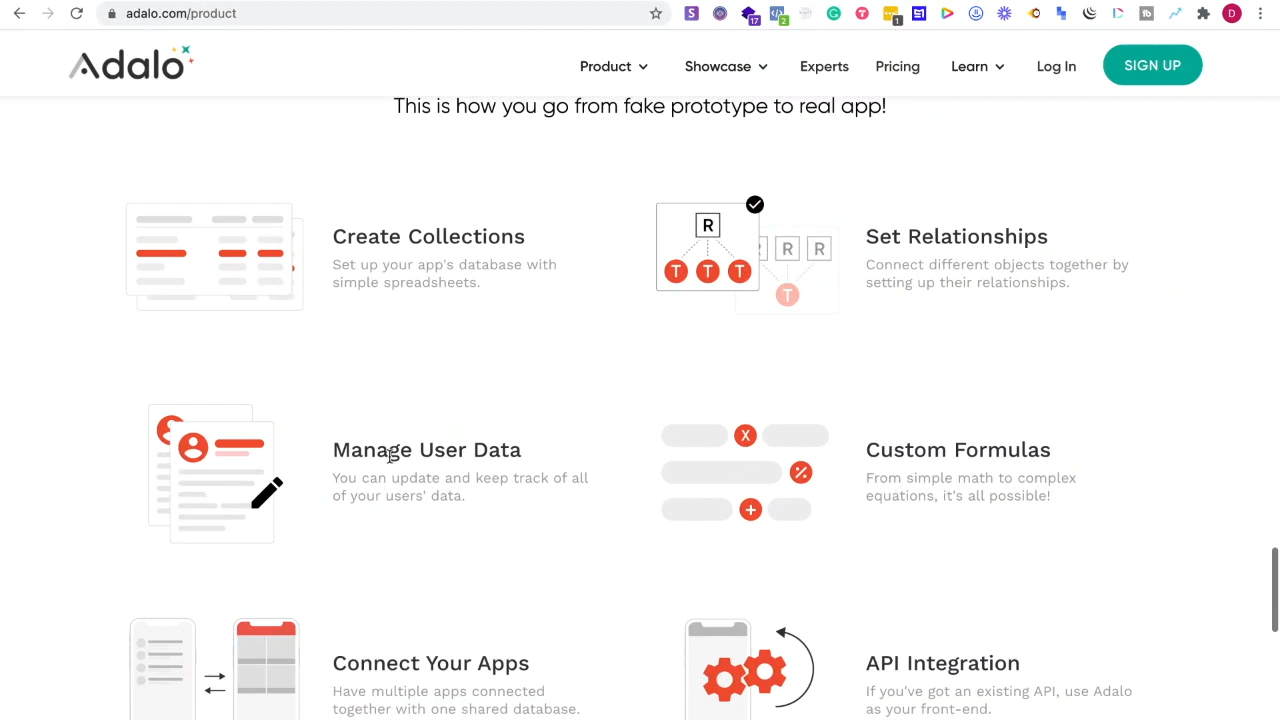 adalo.com/product
S
17
2
T
1
D
Adalo
Product
Showcase
Experts
Pricing
Learn
Log In
SIGN UP
This is how you go from fake prototype to real app!
Create Collections
Set up your app's database with
simple spreadsheets.
R
T T T
R R
T
Set Relationships
Connect different objects together by
setting up their relationships.
Manage User Data
You can update and keep track of all
of your users' data.
X
%
+
Custom Formulas
From simple math to complex
equations, it's all possible!
Connect Your Apps
Have multiple apps connected
together with one shared database.
API Integration
If you've got an existing API, use Adalo
as your front-end.